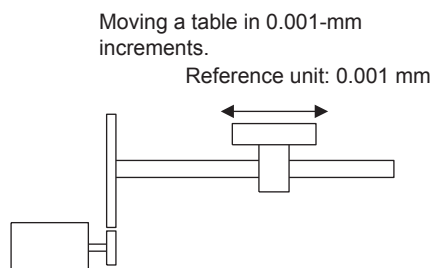 Moving a table in 0.001-mm
increments.
Reference unit: 0.001 mm